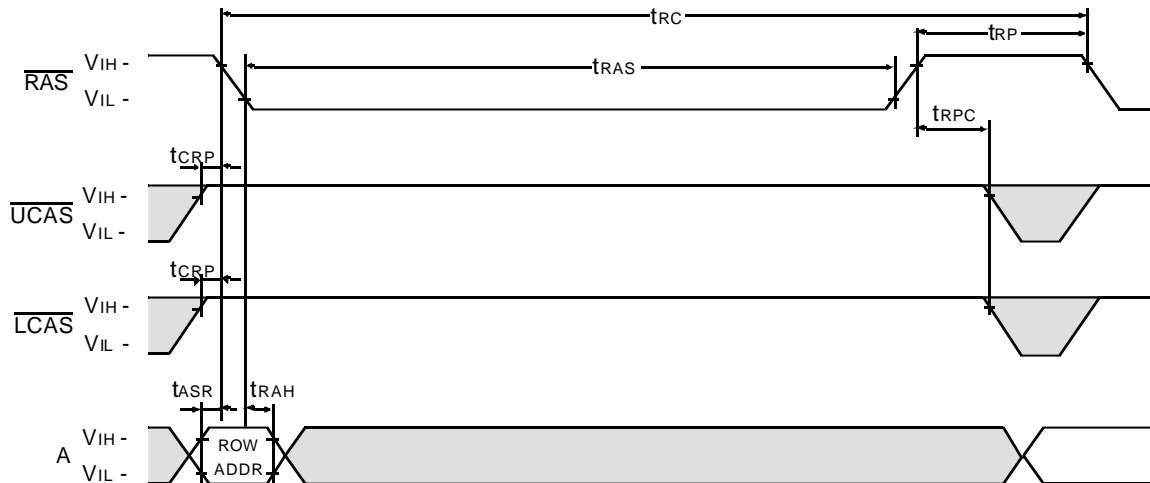 tRC
tRP
RAS
VIH -
VIL -
tRAS
tRPC
tCRP
UCAS
VIH -
VIL -
tCRP
LCAS
VIH -
VIL -
tASR
tRAH
A
VIH -
VIL -
ROW
ADDR